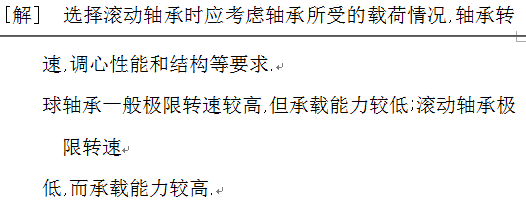 [解] 选择滚动轴承时应考虑轴承所受的载荷情况,轴承转
速,调心性能和结构等要求.
球轴承一般极限转速较高,但承载能力较低;滚动轴承极
限转速
低,而承载能力较高.